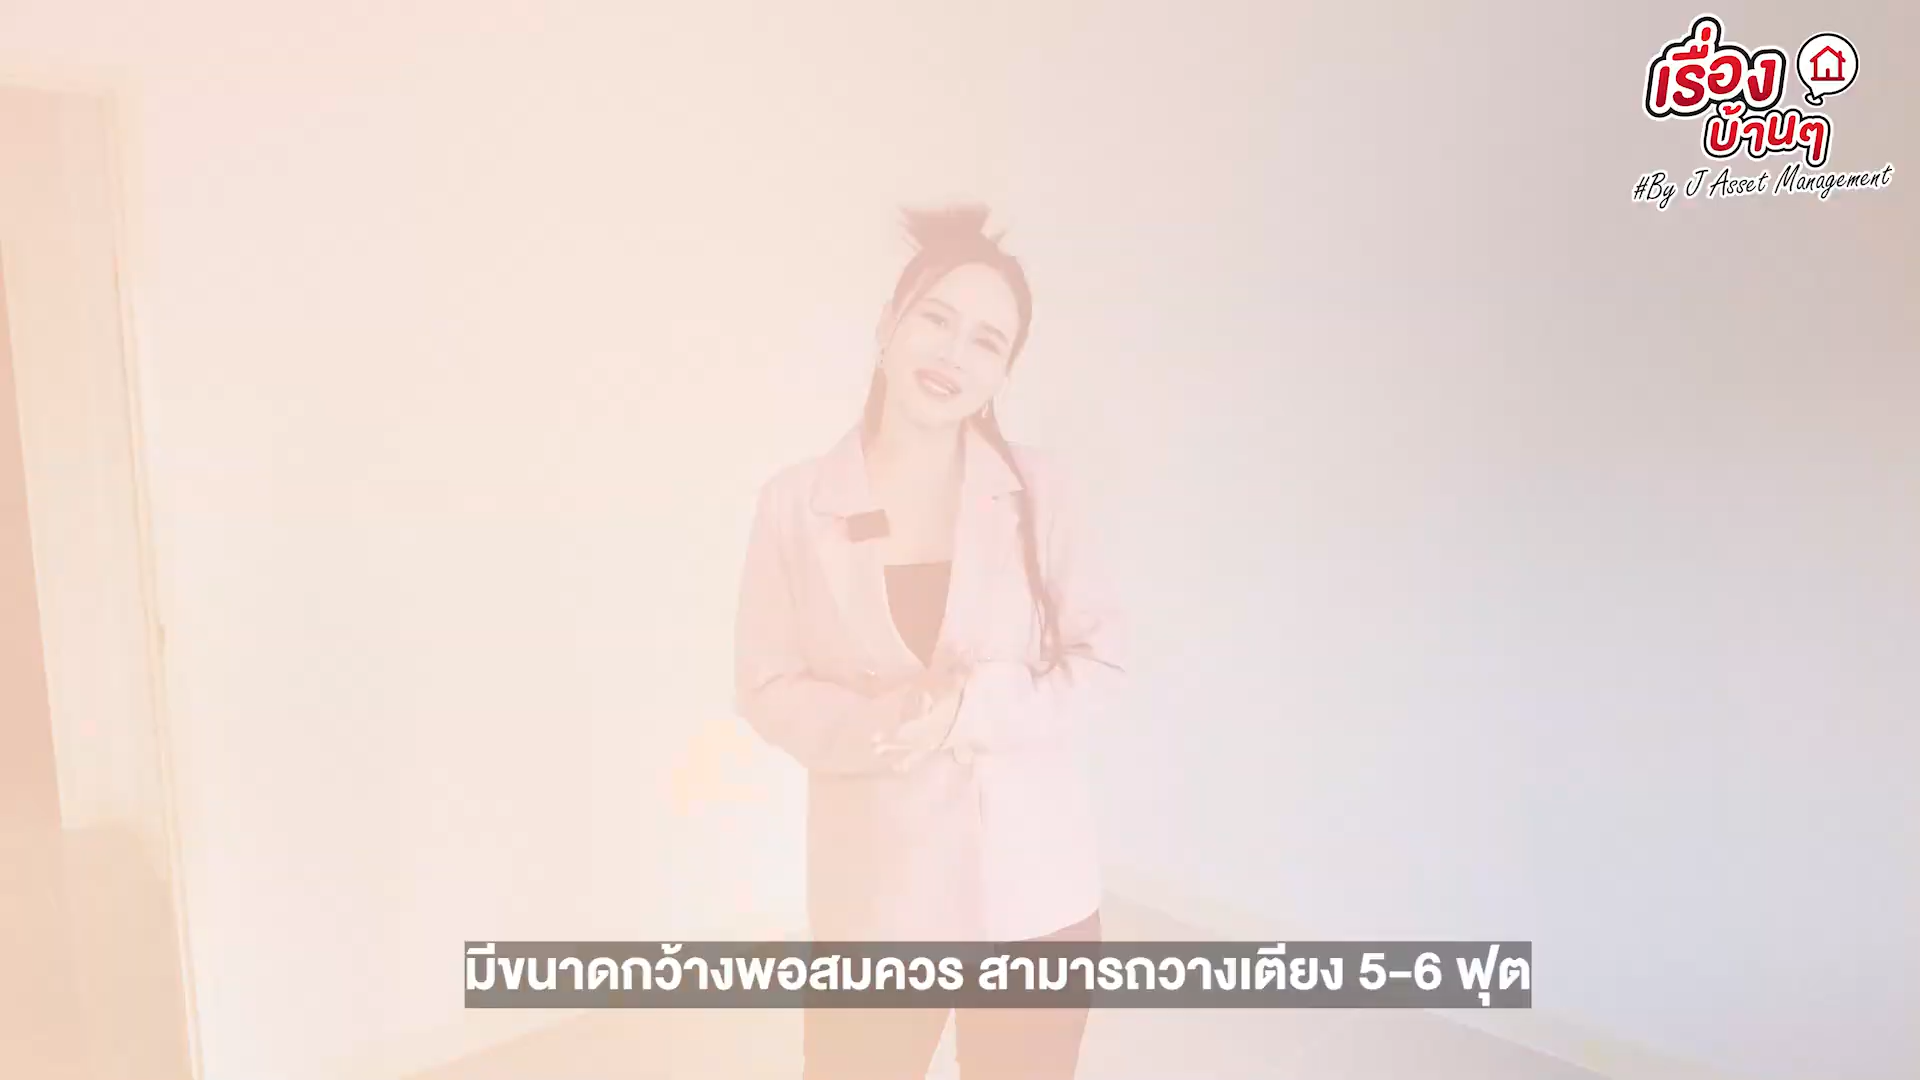 เรื่อง
บ้านๆ
#By J Asset Management
มีขนาดกว้างพอสมควร สามารถวางเตียง 5-6 ฟุต